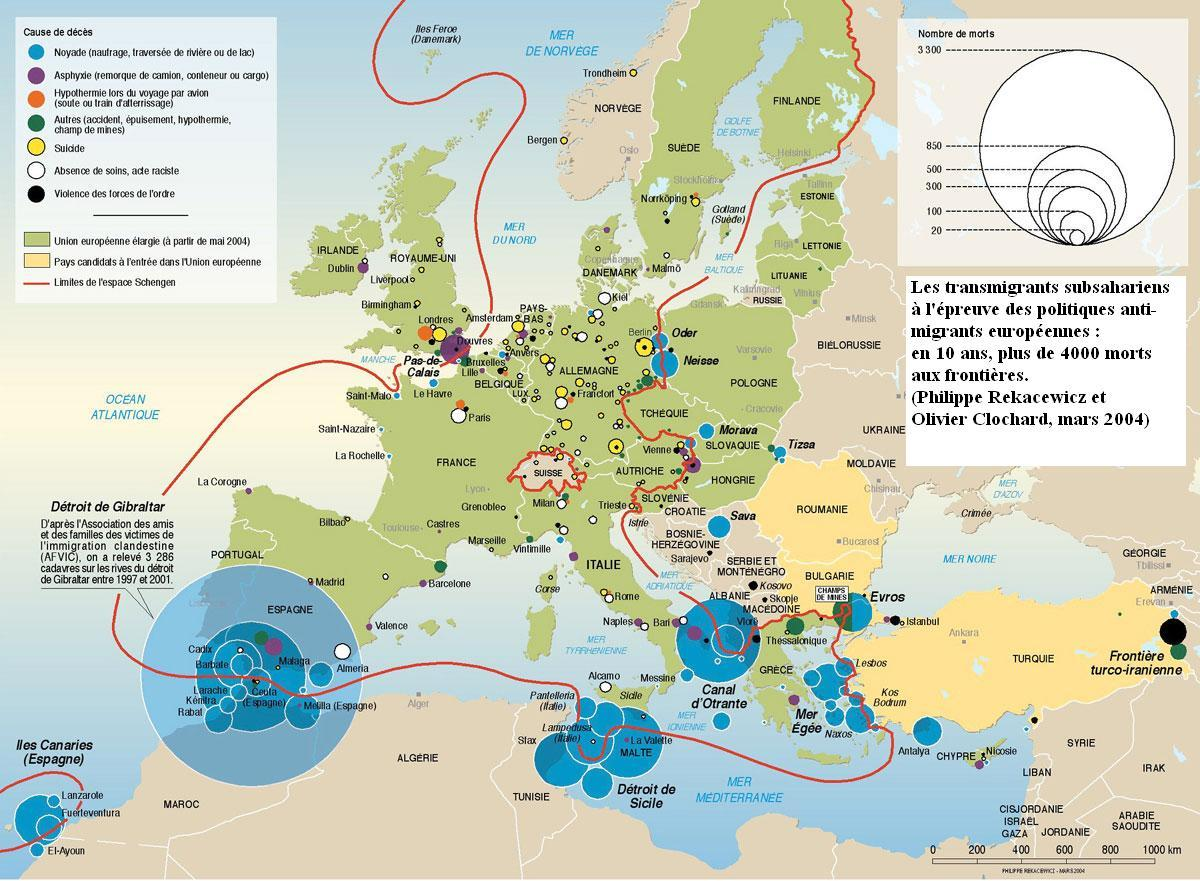 Cause de décès
Noyade (naufrage, traversée de rivière ou de lac)
Asphyxie (remorque de camion, conteneur ou cargo)
Hypothermie lors du voyage par avion
(soute ou train d'atterrissage)
Autres (accident, épuisement, hypothermie,
champ de mines)
Suicide
Absence de soins, acte raciste
Violence des forces de l'ordre
Union européenne élargie (à partir de mai 2004)
Pays candidats à l'entrée dans l'Union européenne
Limites de l'espace Schengen
Nombre de morts
3 300
850
500
300
100
20
Les transmigrants subsahariens
à l'épreuve des politiques anti-
migrants européennes :
en 10 ans, plus de 4000 morts
aux frontières.
(Philippe Rekacewicz et
Olivier Clochard, mars 2004)
Iles Feroe
(Danemark)
MER
DE NORVÈGE
Trondheim
NORVÈGE
Bergen
Oslo
SUÈDE
FINLANDE
GOLFE
DE BOTNIE
Helsinki
Stockholm
Norrköping
Tallin
ESTONIE
Golland
(Suède)
MER
DU NORD
Riga
LETTONIE
MER
BALTIQUE
LITUANIE
Vilnius
Kaliningrad
RUSSIE
Gdansk
Copenhague
DANEMARK
Malmö
Kiel
IRLANDE
Dublin
ROYAUME-UNI
Liverpool
Birmingham
Londres
Douvres
Amsterdam
PAYS-
BAS
Berlin
Oder
Neisse
Minsk
BIÉLORUSSIE
Varsovie
POLOGNE
Cracovie
MANCHE
Pas-de-
Calais
Bruxelles
Anvers
Lille
BELGIQUE
LUX.
ALLEMAGNE
Francfort
TCHÉQUIE
Le Havre
Saint-Malo
Paris
Saint-Nazaire
La Rochelle
OCÉAN
ATLANTIQUE
FRANCE
SUISSE
Vienne
AUTRICHE
Morava
SLOVAQUIE
Tizsa
HONGRIE
UKRAINE
MOLDAVIE
Chisinau
MER
D'AZOV
Crimée
La Corogne
Lyon
Grenoble
Milan
Trieste
SLOVÉNIE
CROATIE
Istrie
ROUMANIE
Bucarest
Détroit de Gibraltar
D'après l'Association des amis
et des familles des victimes de
l'immigration clandestine
(AFVIC), on a relevé 3 286
cadavres sur les rives du détroit
de Gibraltar entre 1997 et 2001.
Bilbao
Toulouse
Castres
Marseille
Vintimille
Sava
BOSNIE-
HERZÉGOVINE
Sarajevo
SERBIE ET
MONTÉNÉGRO
MER NOIRE
GÉORGIE
Tbilissi
ARMÉNIE
Erevan
PORTUGAL
Lisbonne
Madrid
ESPAGNE
Barcelone
Valence
Corse
ITALIE
Rome
MER
ADRIATIQUE
Kosovo
BULGARIE
CHAMPS
DE MINES
ALBANIE
Skopje
MACÉDOINE
Evros
Istanbul
Ankara
TURQUIE
Frontière
turco-iranienne
Naples
Bari
Vlorë
Thessalonique
MER
TYRRHÉNIENNE
GRÈCE
Lesbos
Cadix
Barbate
Malaga
Almeria
Larache
Kénitra
Rabat
Ceuta
(Espagne)
Melilla (Espagne)
Alger
Messine
Alcamo
Sicile
Pantelleria
(Italie)
Canal
d'Otrante
MER
IONIENNE
Mer
Égée
Kos
Bodrum
Naxos
Antalya
Lampedusa
(Italie)
Sfax
La Valette
MALTE
CHYPRE
Nicosie
SYRIE
LIBAN
IRAK
Iles Canaries
(Espagne)
Lanzarole
Fuerteventura
El-Ayoun
MAROC
ALGÉRIE
TUNISIE
Détroit de
Sicile
MER
MÉDITERRANÉE
CISJORDANIE
ISRAËL
GAZA
JORDANIE
ARABIE
SAOUDITE
0 200 400 600 800 1000 km
PHILIPPE REKACEWICZ - MARS 2004